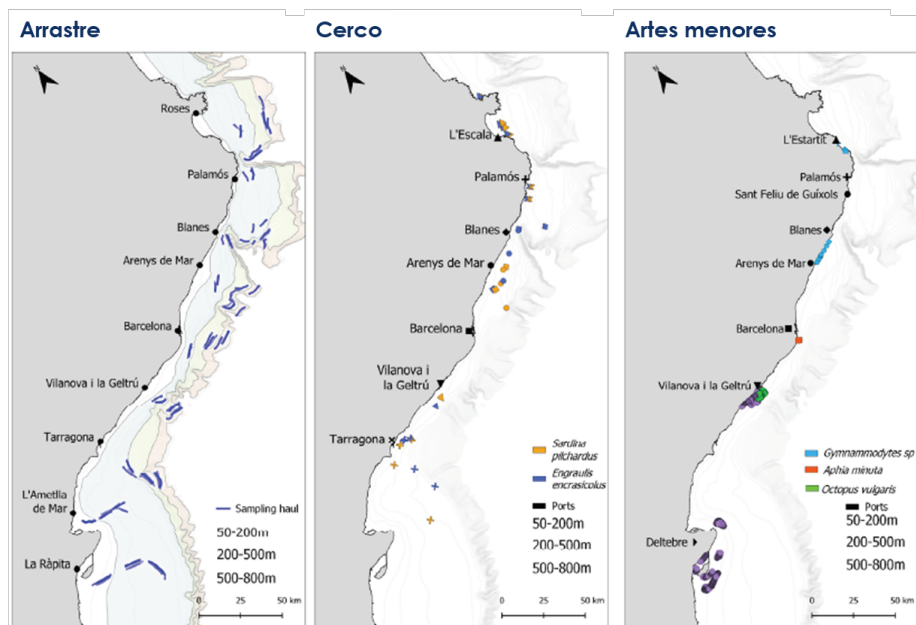 Arrastre
Roses
Palamós
Blanes
Arenys de Mar
Barcelona
Vilanova i la Geltrú
Tarragona
L'Ametlla
de Mar
La Ràpita
Sampling haul
50-200m
200-500m
500-800m
0 25 50 km
Cerco
L'Escala
Palamós
Blanes
Arenys de Mar
Barcelona
Vilanova i
la Geltrú
Tarragona
Sardina
pilchardus
Engraulis
encrasicolus
Ports
50-200m
200-500m
500-800m
0 25 50 km
Artes menores
L'Estartit
Palamós
Sant Feliu de Guíxols
Blanes
Arenys de Mar
Barcelona
Vilanova i la Geltrú
Deltebre
Gymnammodytes sp
Aphia minuta
Octopus vulgaris
Ports
50-200m
200-500m
500-800m
0 25 50 km